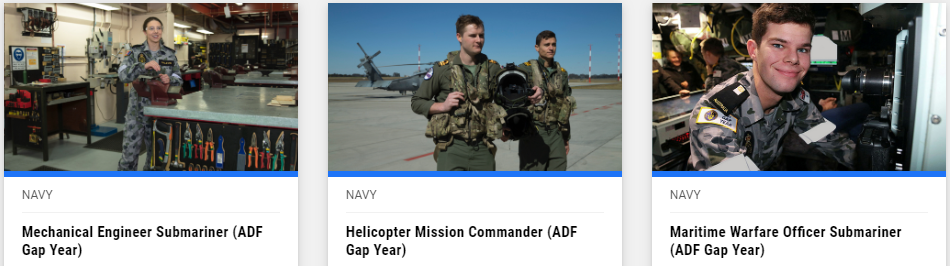 NAVY
Mechanical Engineer Submariner (ADF
Gap Year)
NAVY
Helicopter Mission Commander (ADF
Gap Year)
NAVY
Maritime Warfare Officer Submariner
(ADF Gap Year)